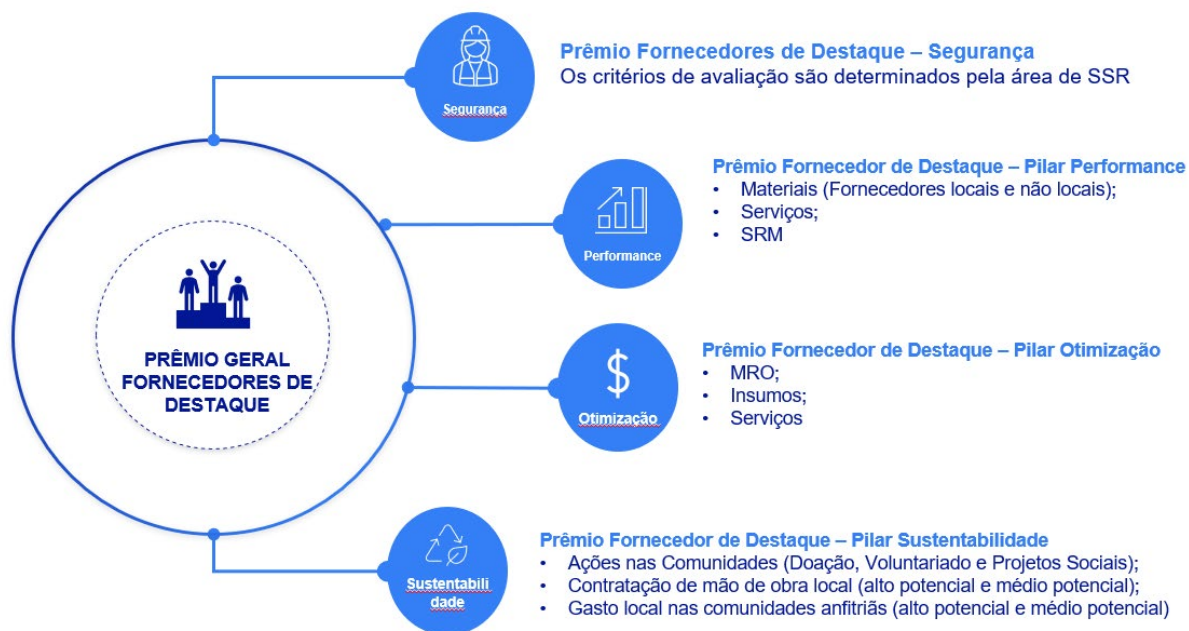 Segurança
Prêmio Fornecedores de Destaque – Segurança
Os critérios de avaliação são determinados pela área de SSR
Performance
Prêmio Fornecedor de Destaque – Pilar Performance
• Materiais (Fornecedores locais e não locais);
• Serviços;
• SRM
PRÊMIO GERAL
FORNECEDORES DE
DESTAQUE
$
Otimização
Prêmio Fornecedor de Destaque – Pilar Otimização
• MRO;
• Insumos;
• Serviços
Sustentabili
dade
Prêmio Fornecedor de Destaque – Pilar Sustentabilidade
• Ações nas Comunidades (Doação, Voluntariado e Projetos Sociais);
• Contratação de mão de obra local (alto potencial e médio potencial);
• Gasto local nas comunidades anfitriãs (alto potencial e médio potencial)